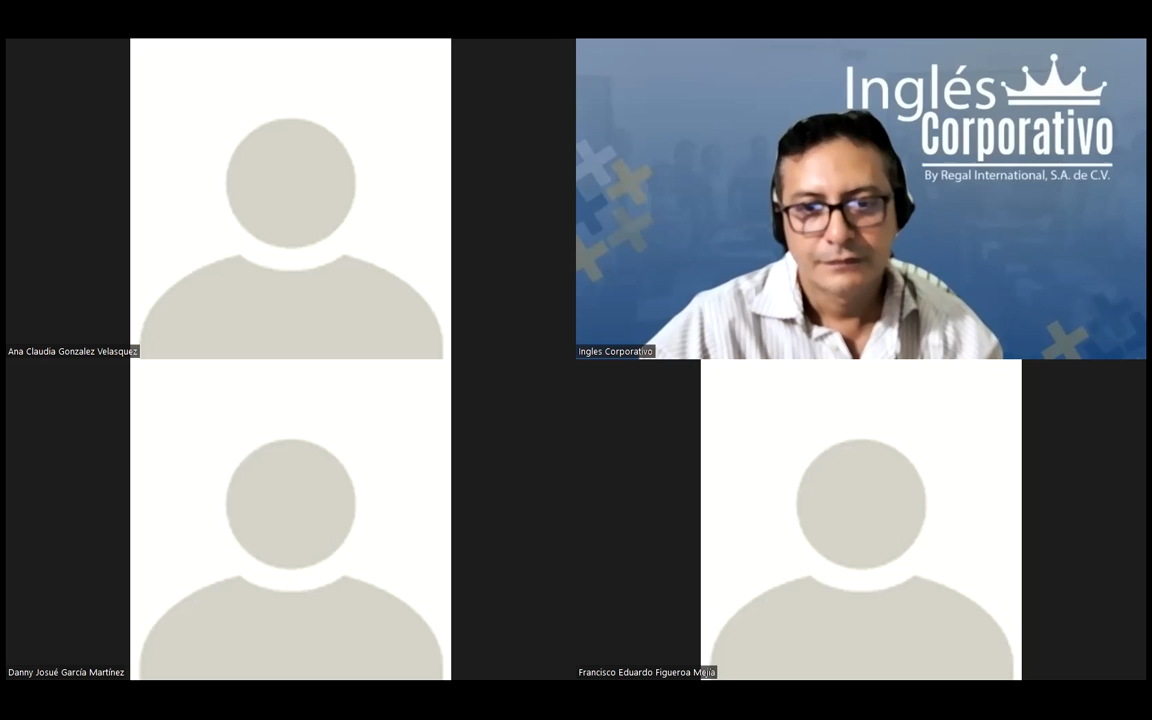 Inglés
Corporativo
By Regal International, S.A. de C.V.
Ana Claudia Gonzalez Velasquez
Ingles Corporativo
Danny Josué García Martínez
Francisco Eduardo Figueroa Mejía